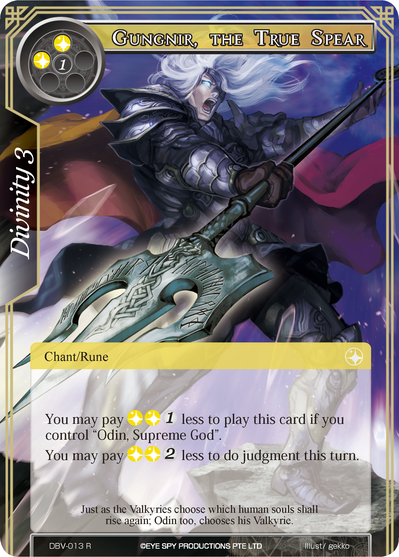 Gungnir, the True Spear
1
Divinity 3
Chant/Rune
You may pay 1 less to play this card if you
control “Odin, Supreme God”.
You may pay 2 less to do judgment this turn.
Just as the Valkyries choose which human souls shall
rise again; Odin too, chooses his Valkyrie.
DBV-013 R
©EYE SPY PRODUCTIONS PTE LTD
Illust/ gekko